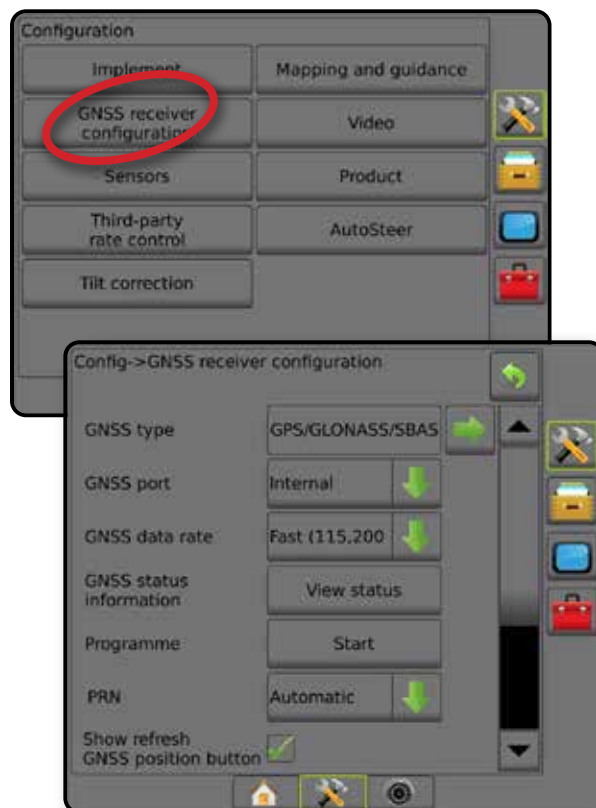 Configuration
Implement
Mapping and guidance
GNSS receiver
configuration
Video
Sensors
Product
Third-party
rate control
AutoSteer
Tilt correction
Config->GNSS receiver configuration
GNSS type
GPS/GLONASS/SBAS
GNSS port
Internal
GNSS data rate
Fast (115,200
GNSS status
information
View status
Programme
Start
PRN
Automatic
Show refresh
GNSS position button